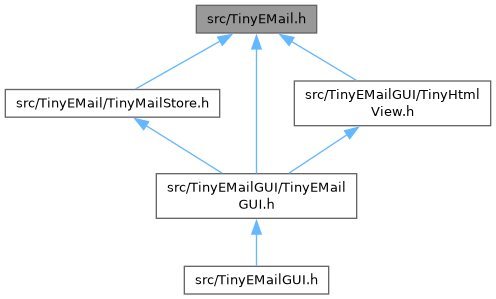 src/TinyEMail.h
src/TinyEMail/TinyMailStore.h
src/TinyEMailGUI/TinyHtml
View.h
src/TinyEMailGUI/TinyEMail
GUI.h
src/TinyEMailGUI.h